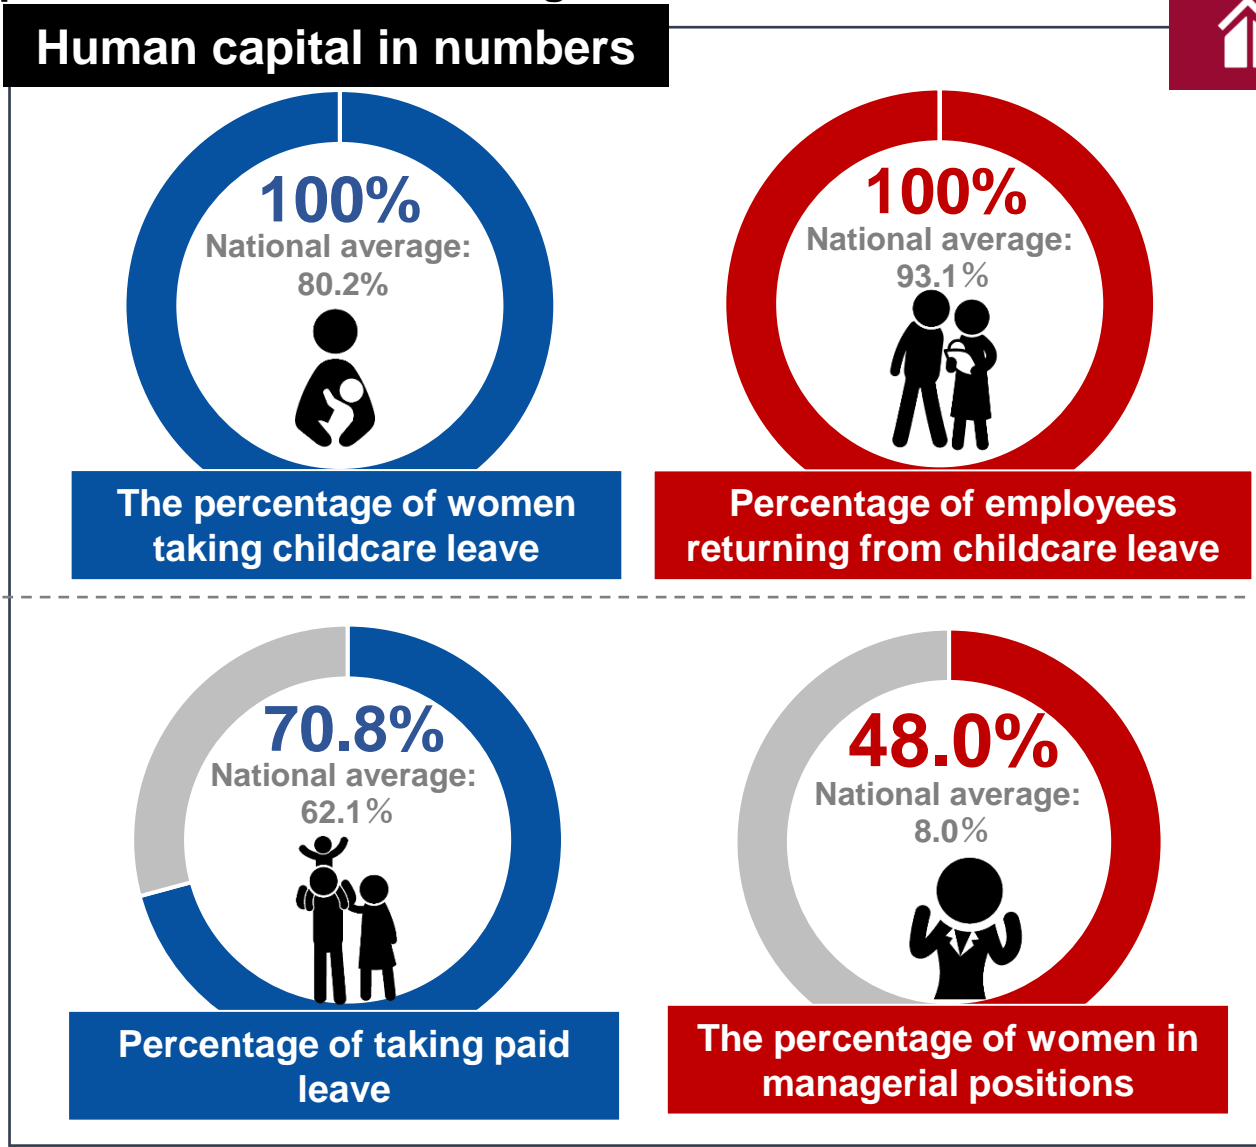 Human capital in numbers
100%
National average:
80.2%
The percentage of women
taking childcare leave
100%
National average:
93.1%
Percentage of employees
returning from childcare leave
70.8%
National average:
62.1%
Percentage of taking paid
leave
48.0%
National average:
8.0%
The percentage of women in
managerial positions